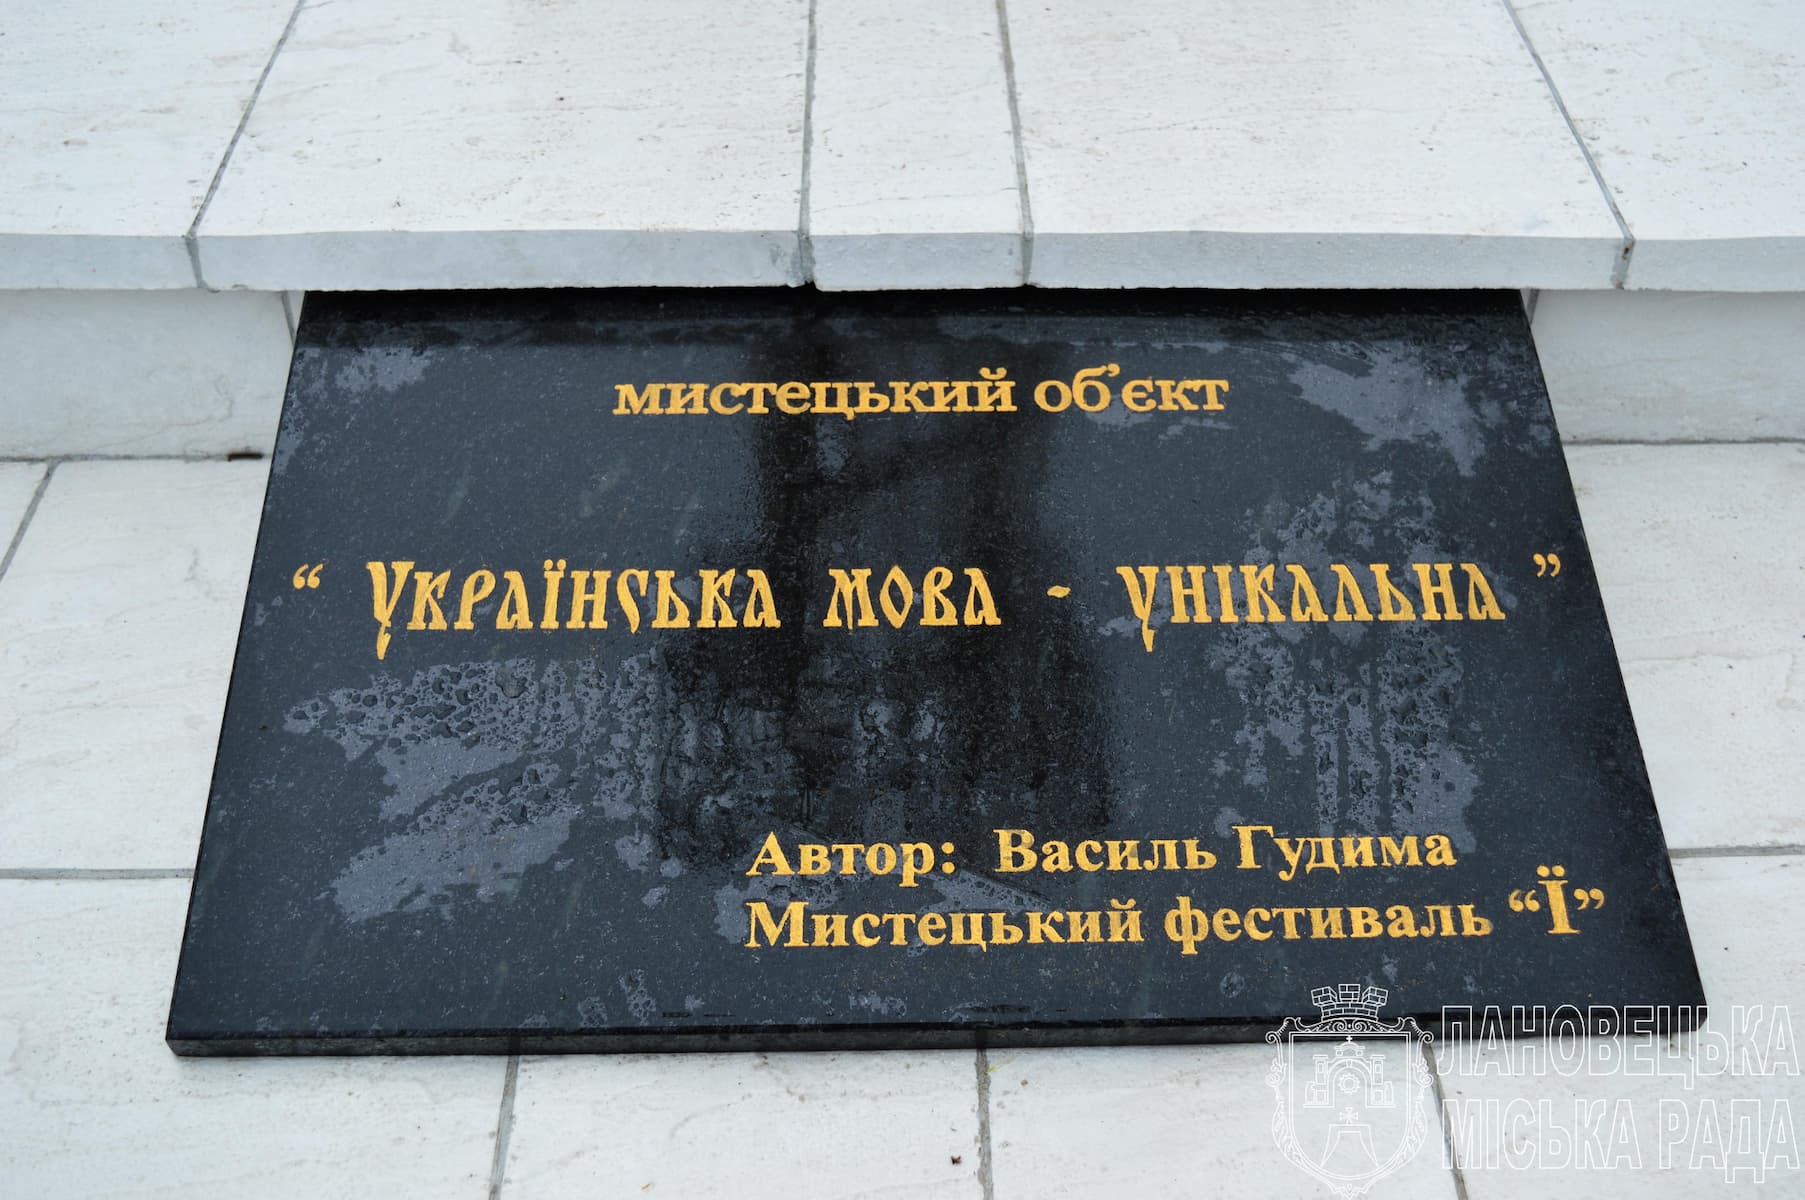 мистецький об'єкт
“ Українська мова - унікальна ”
Автор: Василь Гудима
Мистецький фестиваль “Ї”
ЛАНОВЕЦЬКА
МІСЬКА РАДА